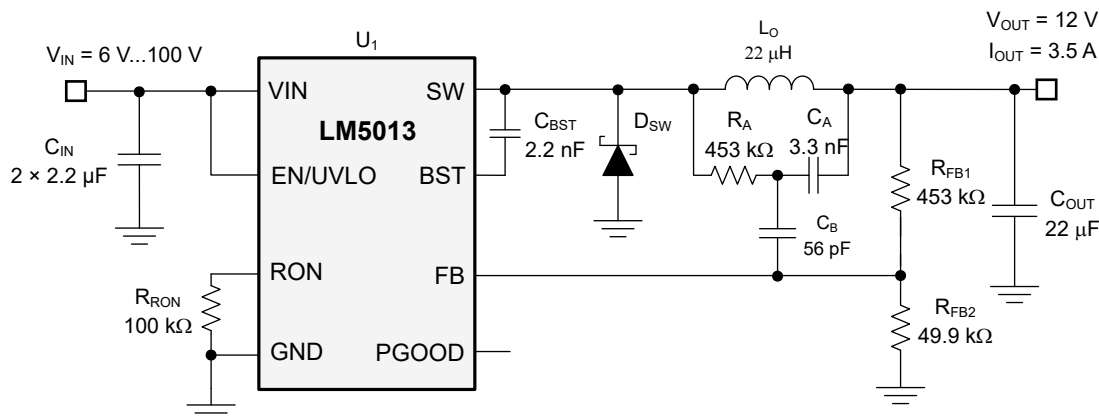 V_OUT = 12 V
I_OUT = 3.5 A
V_IN = 6 V...100 V
U_1
L_O
22 μH
VIN
SW
LM5013
C_BST
2.2 nF
D_SW
R_A
453 kΩ
C_A
3.3 nF
C_IN
2 × 2.2 μF
EN/UVLO
BST
R_FB1
453 kΩ
C_OUT
22 μF
C_B
56 pF
RON
FB
R_RON
100 kΩ
R_FB2
49.9 kΩ
GND
PGOOD